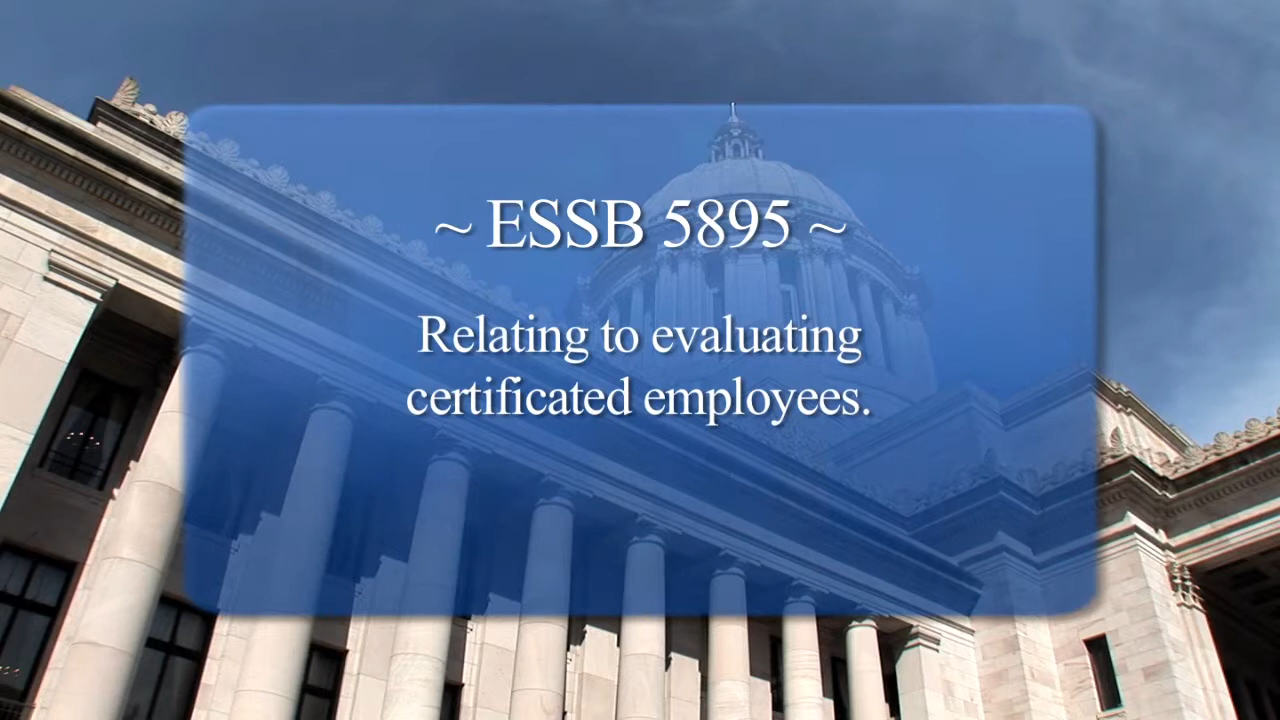 ~ ESSB 5895 ~
Relating to evaluating
certificated employees.